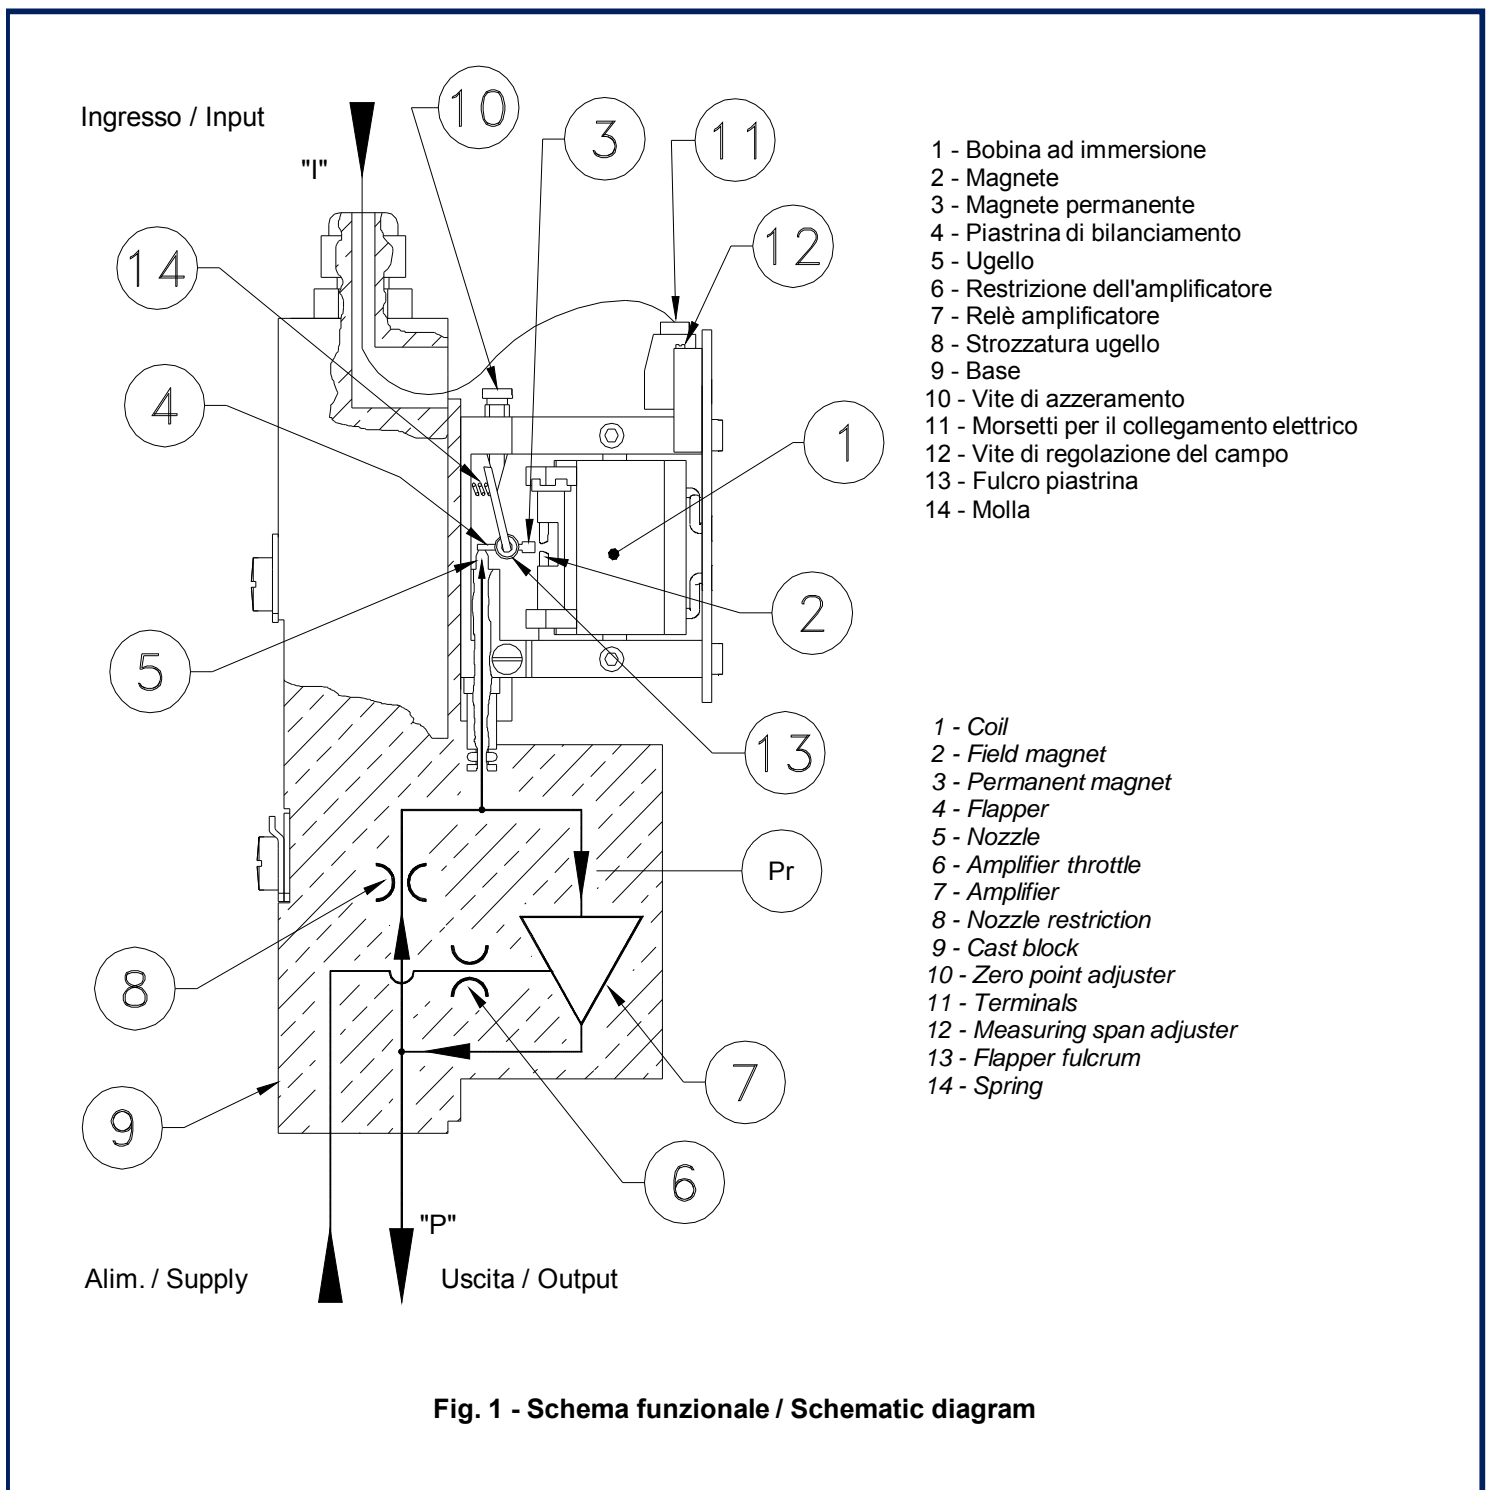 Ingresso / Input
"I"
10
3
11
14
12
4
1
5
2
13
Pr
8
9
7
6
"P"
Alim. / Supply
Uscita / Output
1 - Bobina ad immersione
2 - Magnete
3 - Magnete permanente
4 - Piastrina di bilanciamento
5 - Ugello
6 - Restrizione dell'amplificatore
7 - Relè amplificatore
8 - Strozzatura ugello
9 - Base
10 - Vite di azzeramento
11 - Morsetti per il collegamento elettrico
12 - Vite di regolazione del campo
13 - Fulcro piastrina
14 - Molla
1 - Coil
2 - Field magnet
3 - Permanent magnet
4 - Flapper
5 - Nozzle
6 - Amplifier throttle
7 - Amplifier
8 - Nozzle restriction
9 - Cast block
10 - Zero point adjuster
11 - Terminals
12 - Measuring span adjuster
13 - Flapper fulcrum
14 - Spring
Fig. 1 - Schema funzionale / Schematic diagram